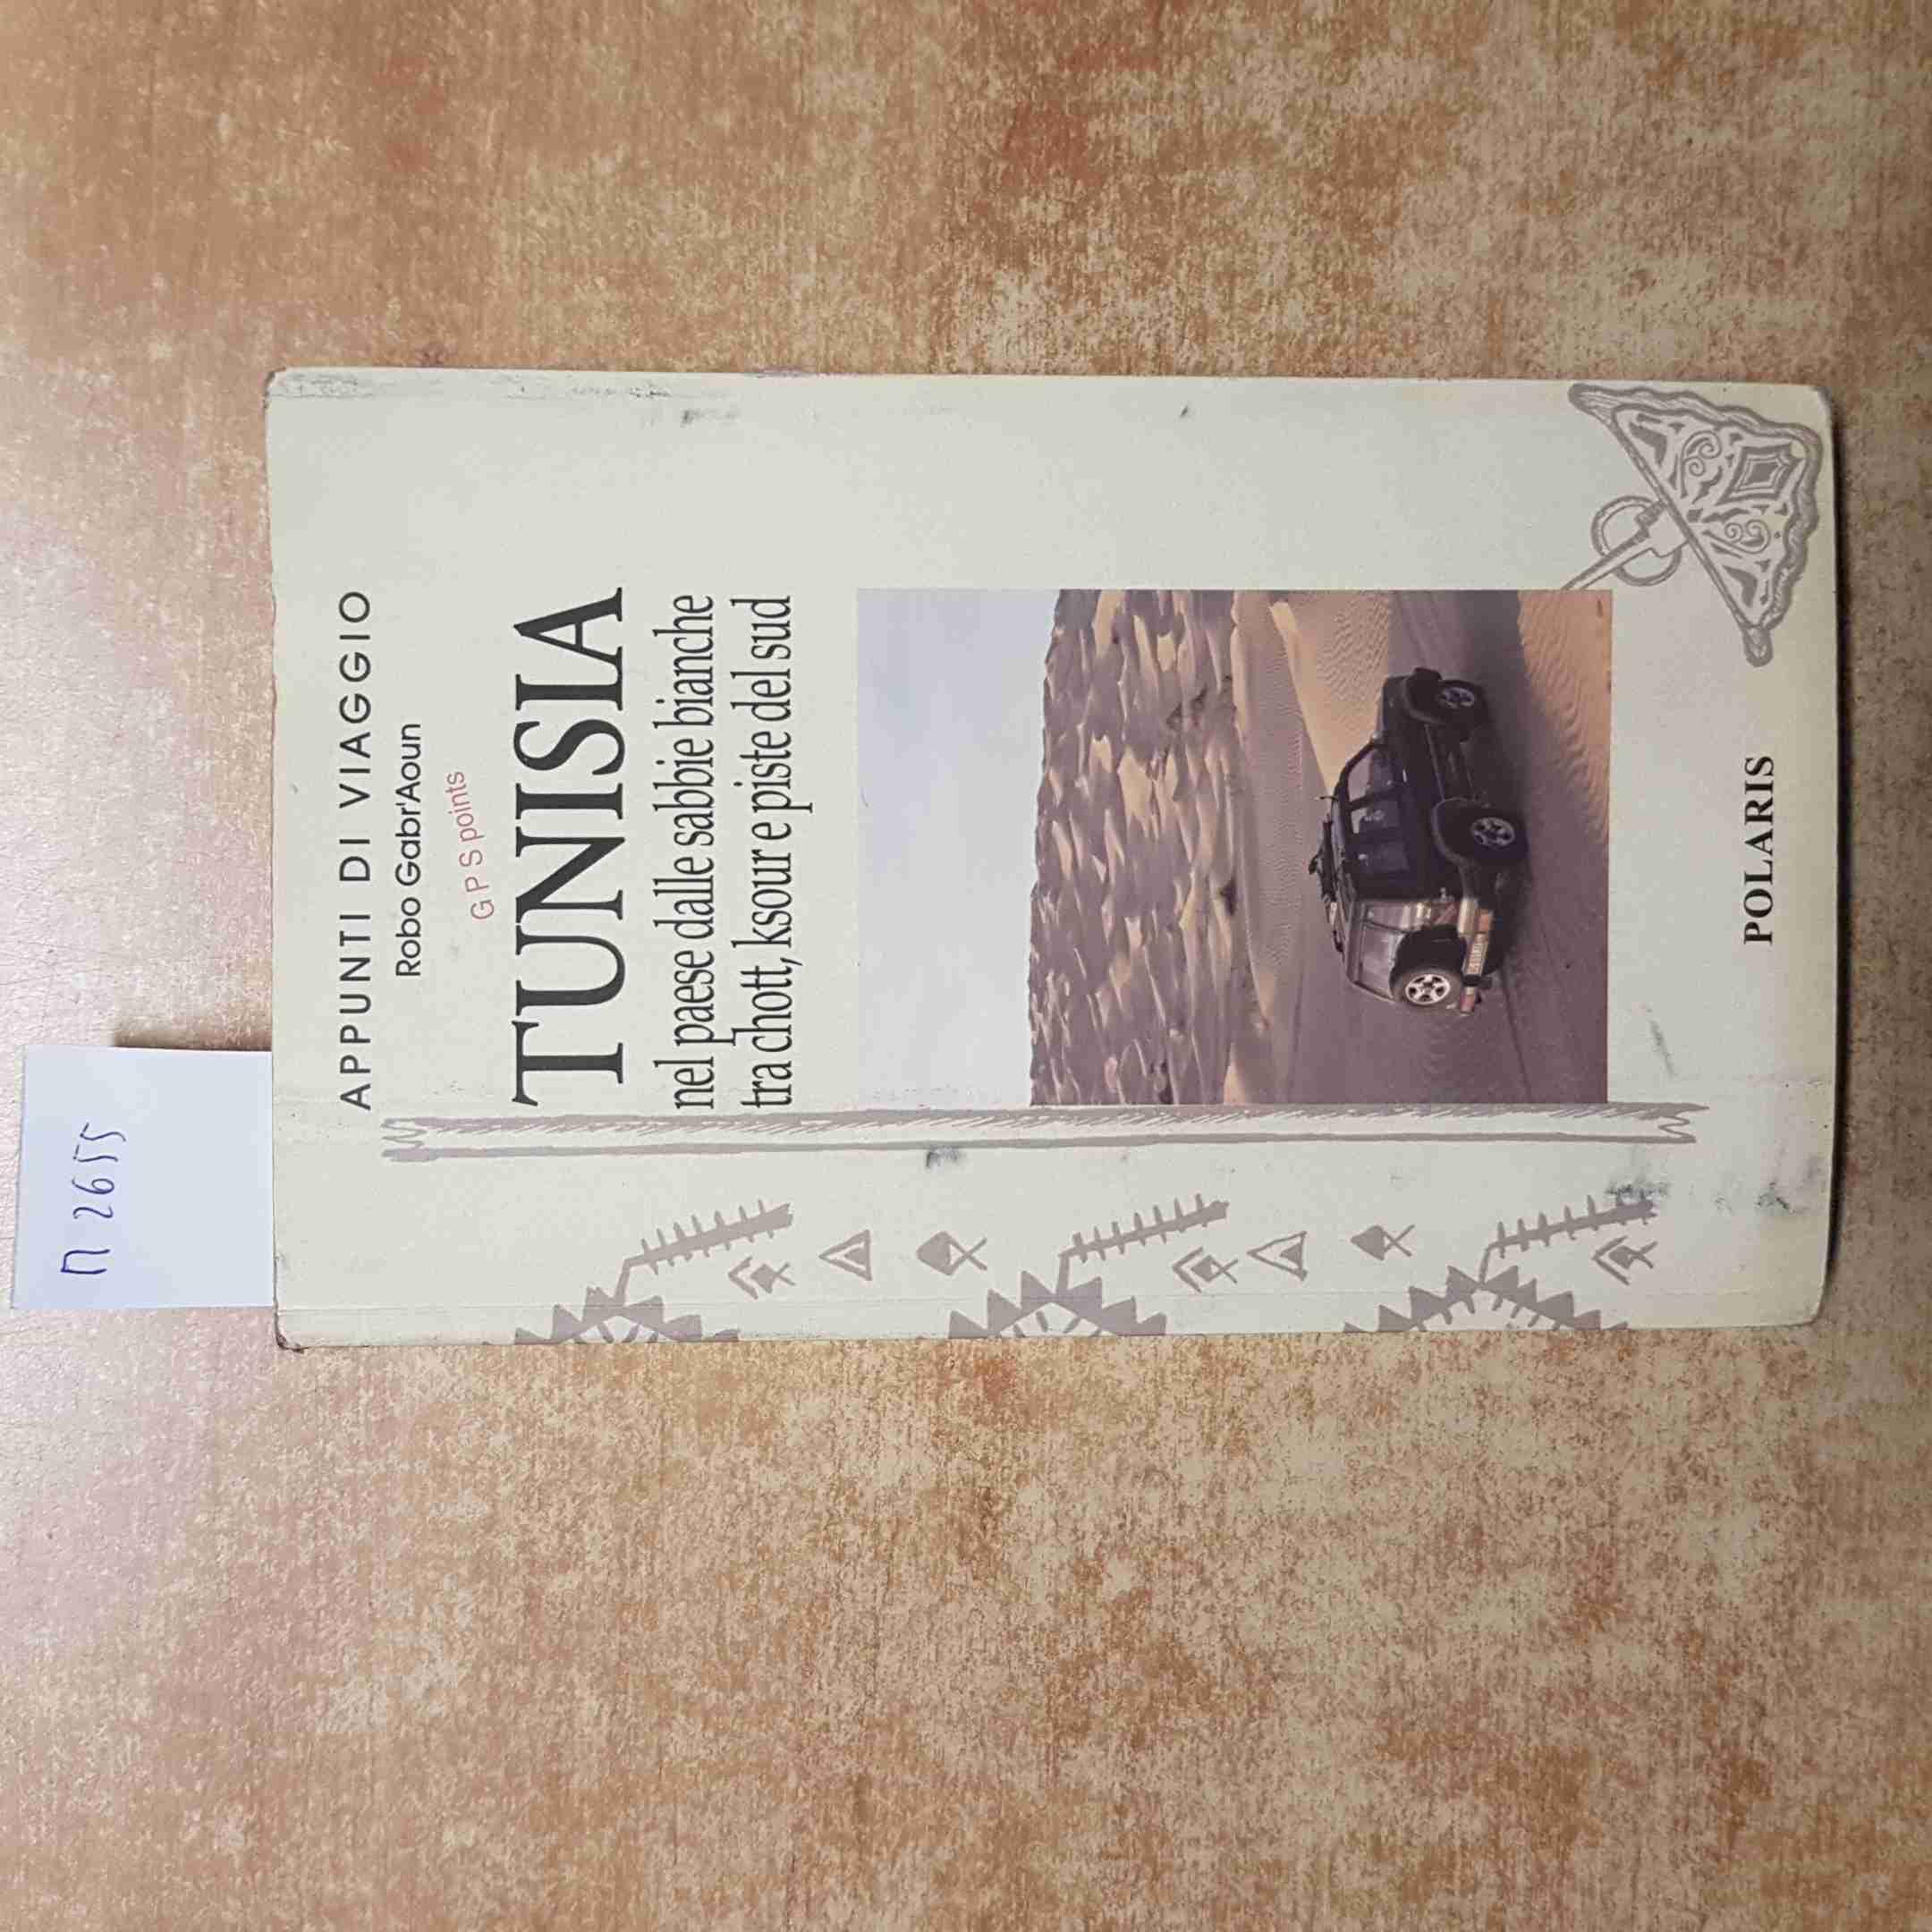 n 2655
APPUNTI DI VIAGGIO
Robo Gabr'Aoun
GPS points
TUNISIA
nel paese dalle sabbie bianche
tra chott, ksour e piste del sud
POLARIS